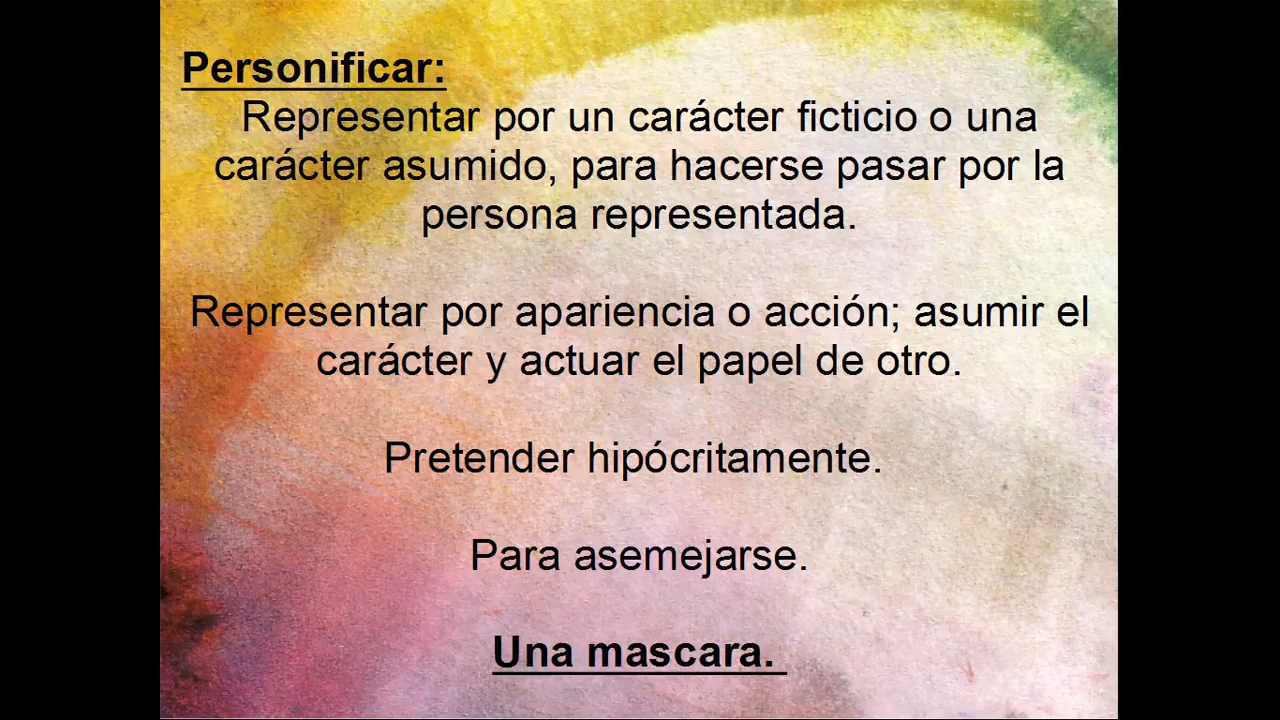 Personificar:
Representar por un carácter ficticio o una
carácter asumido, para hacerse pasar por la
persona representada.
Representar por apariencia o acción; asumir el
carácter y actuar el papel de otro.
Pretender hipócritamente.
Para asemejarse.
Una mascara.